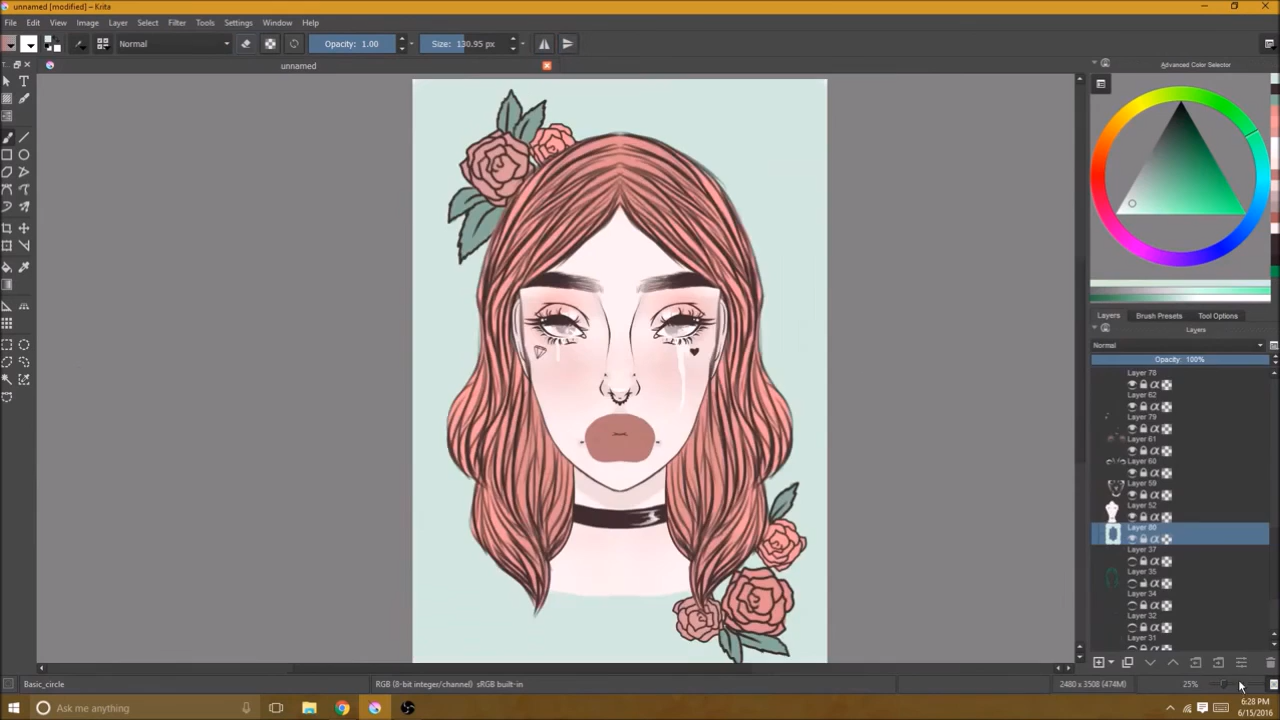 unnamed [modified] – Krita
File Edit View Image Layer Filter Tools Settings Window Help
Normal Opacity: 1.00 Size: 130.95 px
unnamed
Advanced Color Selector
Layers Brush Presets Tool Options
Layers
Normal
Opacity: 100%
Layer 78
Layer 62
Layer 79
Layer 61
Layer 60
Layer 59
Layer 52
Layer 80
Layer 37
Layer 35
Layer 34
Layer 32
Layer 31
Basic_circle RGB (8-bit integer/channel) sRGB built-in 2480 x 3508 (474M) 25%
Ask me anything
6:28 PM
6/15/2016